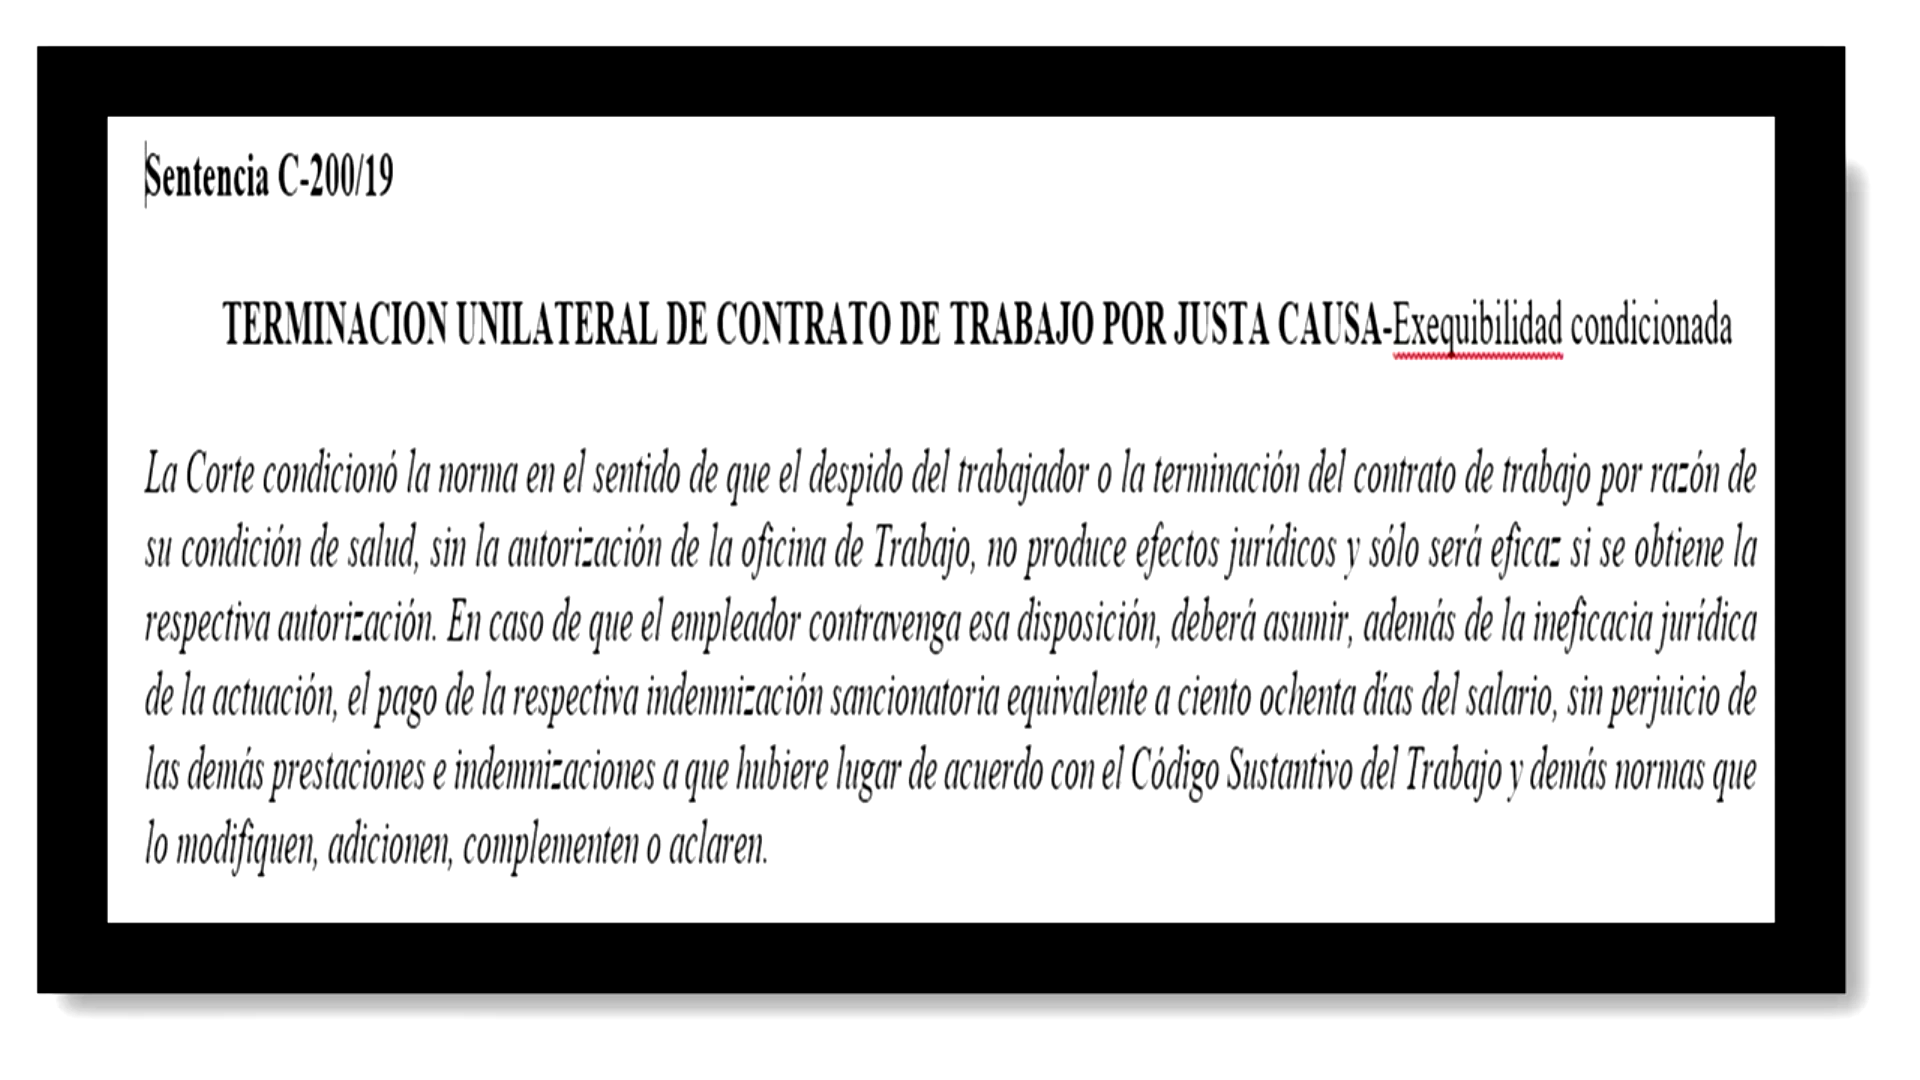 Sentencia C-200/19
TERMINACION UNILATERAL DE CONTRATO DE TRABAJO POR JUSTA CAUSA-Exequibilidad condicionada
La Corte condicionó la norma en el sentido de que el despido del trabajador o la terminación del contrato de trabajo por razón de
su condición de salud, sin la autorización de la oficina de Trabajo, no produce efectos jurídicos y sólo será eficaz si se obtiene la
respectiva autorización. En caso de que el empleador contravenga esa disposición, deberá asumir, además de la ineficacia jurídica
de la actuación, el pago de la respectiva indemnización sancionatoria equivalente a ciento ochenta días del salario, sin perjuicio de
las demás prestaciones e indemnizaciones a que hubiere lugar de acuerdo con el Código Sustantivo del Trabajo y demás normas que
lo modifiquen, adicionen, complementen o aclaren.